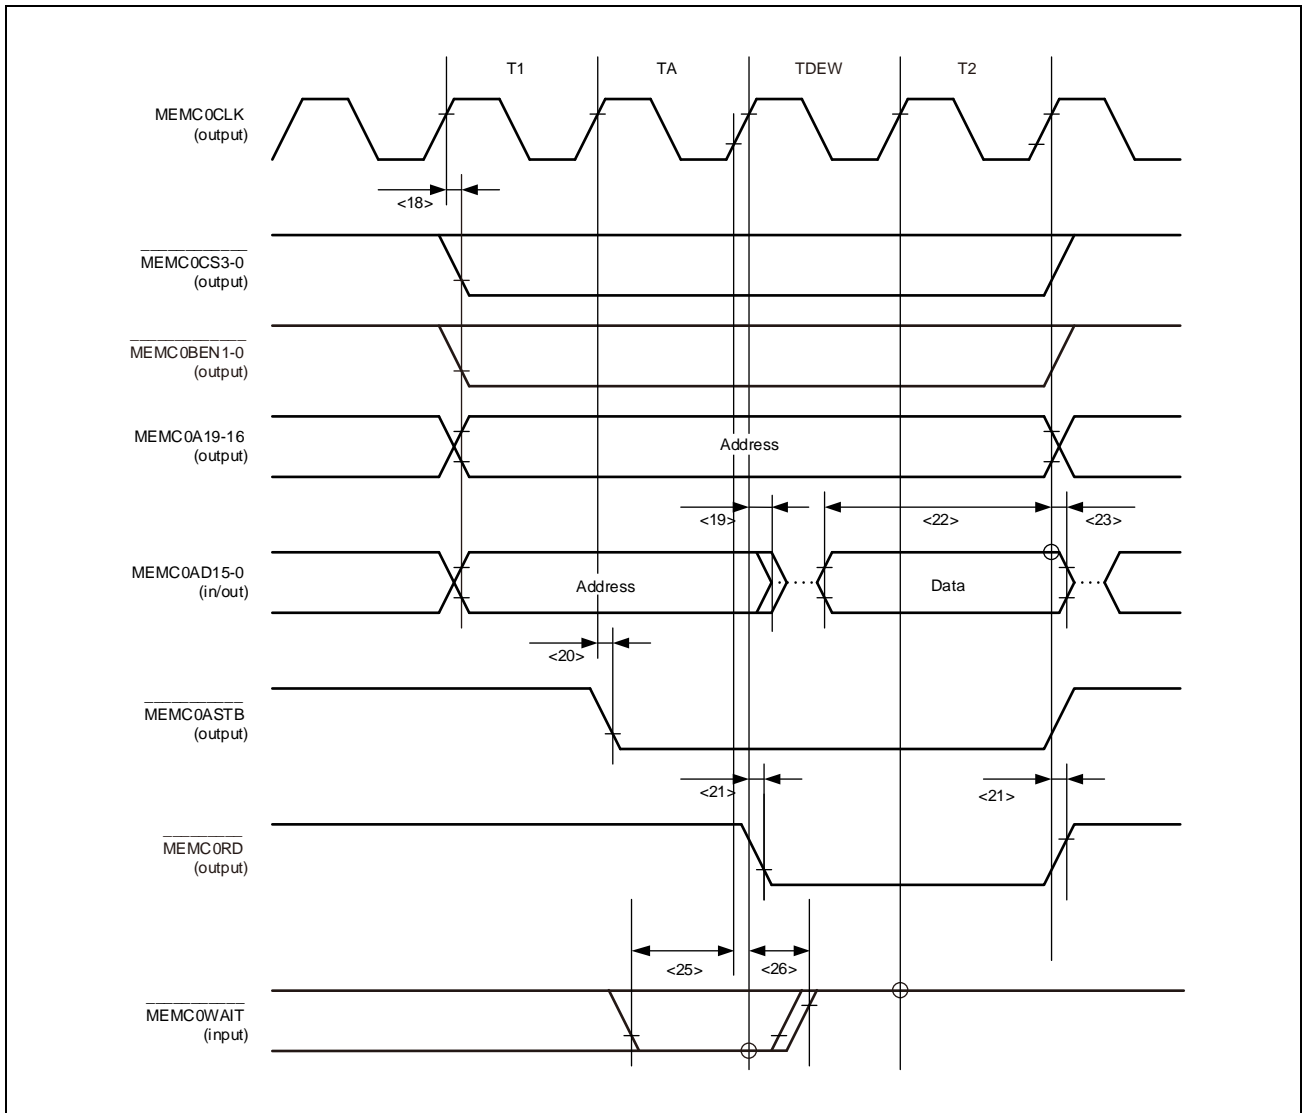 T1 TA TDEW T2
MEMC0CLK
(output)
<18>
MEMC0CS3-0
(output)
MEMC0BEN1-0
(output)
MEMC0A19-16
(output)
Address
<19> <22> <23>
MEMC0AD15-0
(in/out)
Address Data
<20>
MEMC0ASTB
(output)
<21> <21>
MEMC0RD
(output)
<25> <26>
MEMC0WAIT
(input)